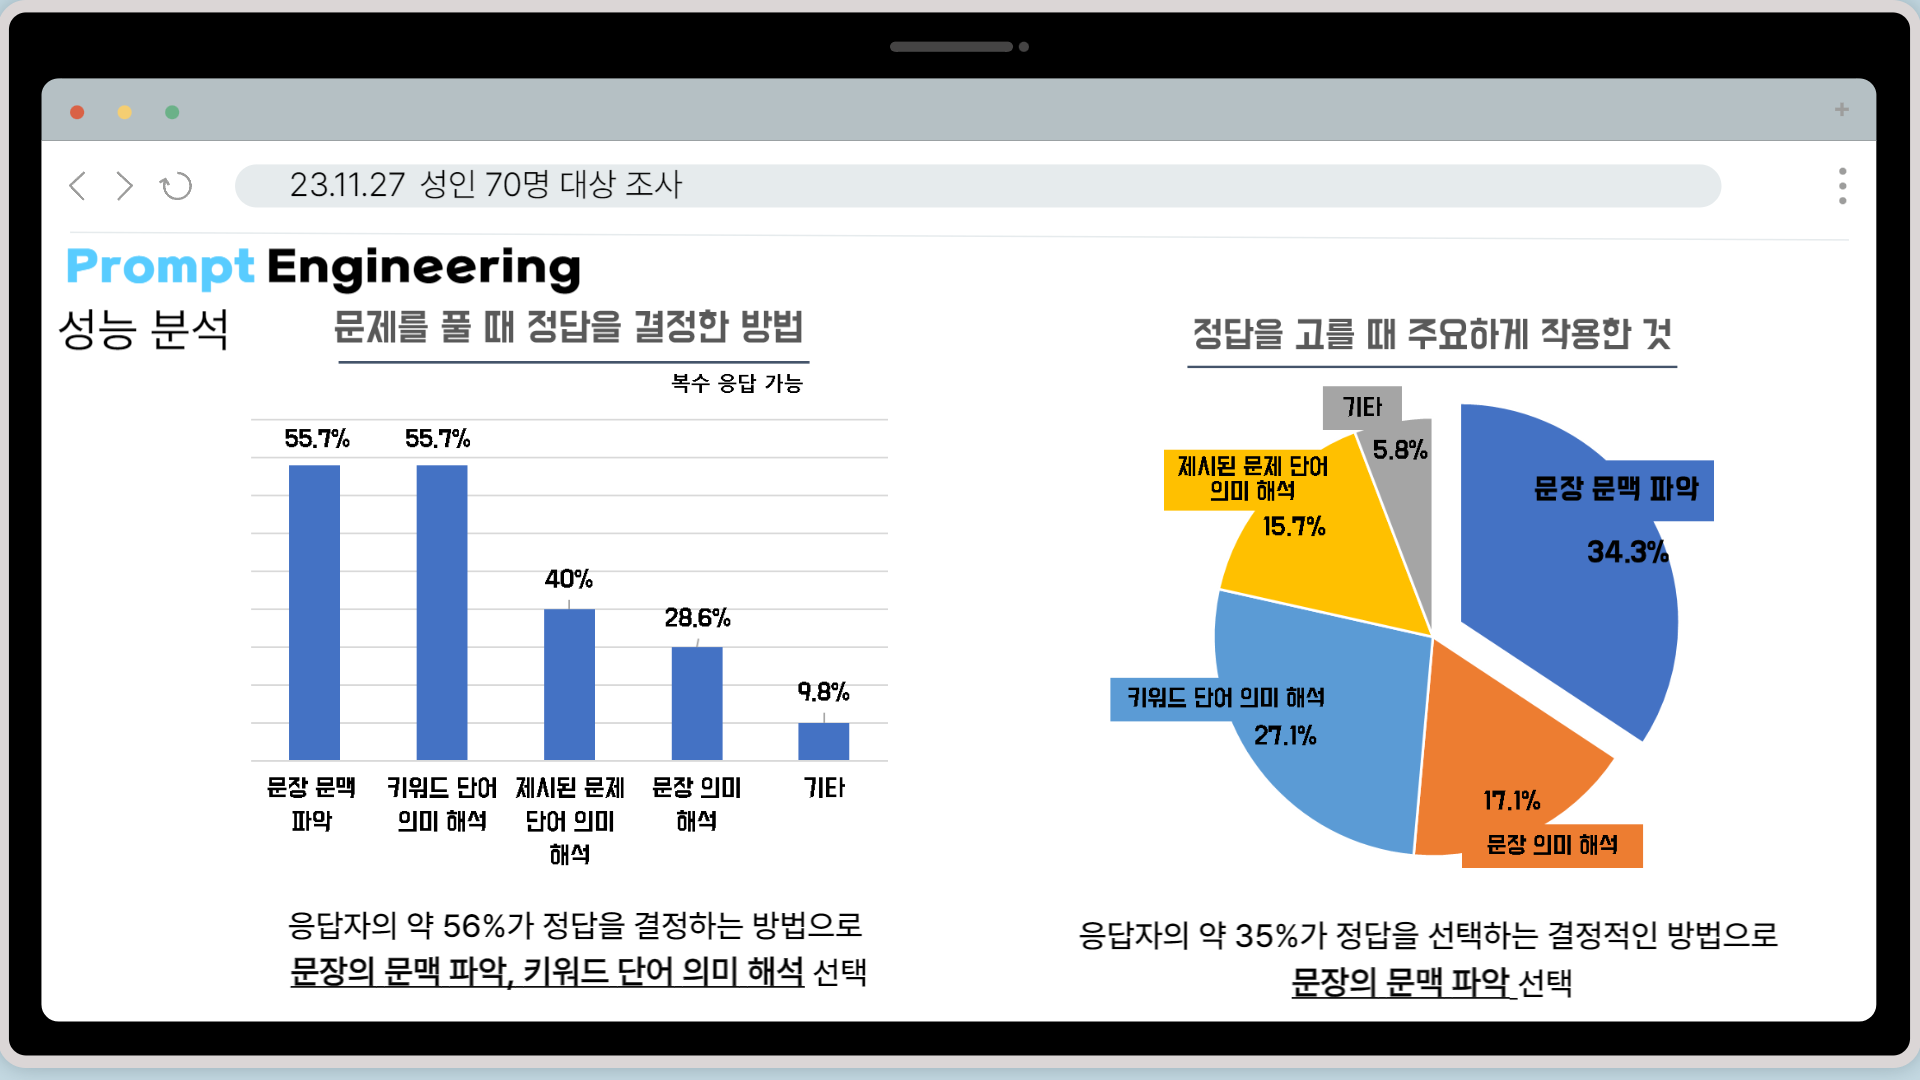 23.11.27 성인 70명 대상 조사
Prompt Engineering
성능 분석
문제를 풀 때 정답을 결정한 방법
복수 응답 가능
55.7%
55.7%
40%
28.6%
9.8%
문장 문맥
파악
키워드 단어
의미 해석
제시된 문제
단어 의미
해석
문장 의미
해석
기타
응답자의 약 56%가 정답을 결정하는 방법으로
문장의 문맥 파악, 키워드 단어 의미 해석 선택
정답을 고를 때 주요하게 작용한 것
기타
5.8%
제시된 문제 단어
의미 해석
15.7%
문장 문맥 파악
34.3%
키워드 단어 의미 해석
27.1%
17.1%
문장 의미 해석
응답자의 약 35%가 정답을 선택하는 결정적인 방법으로
문장의 문맥 파악 선택